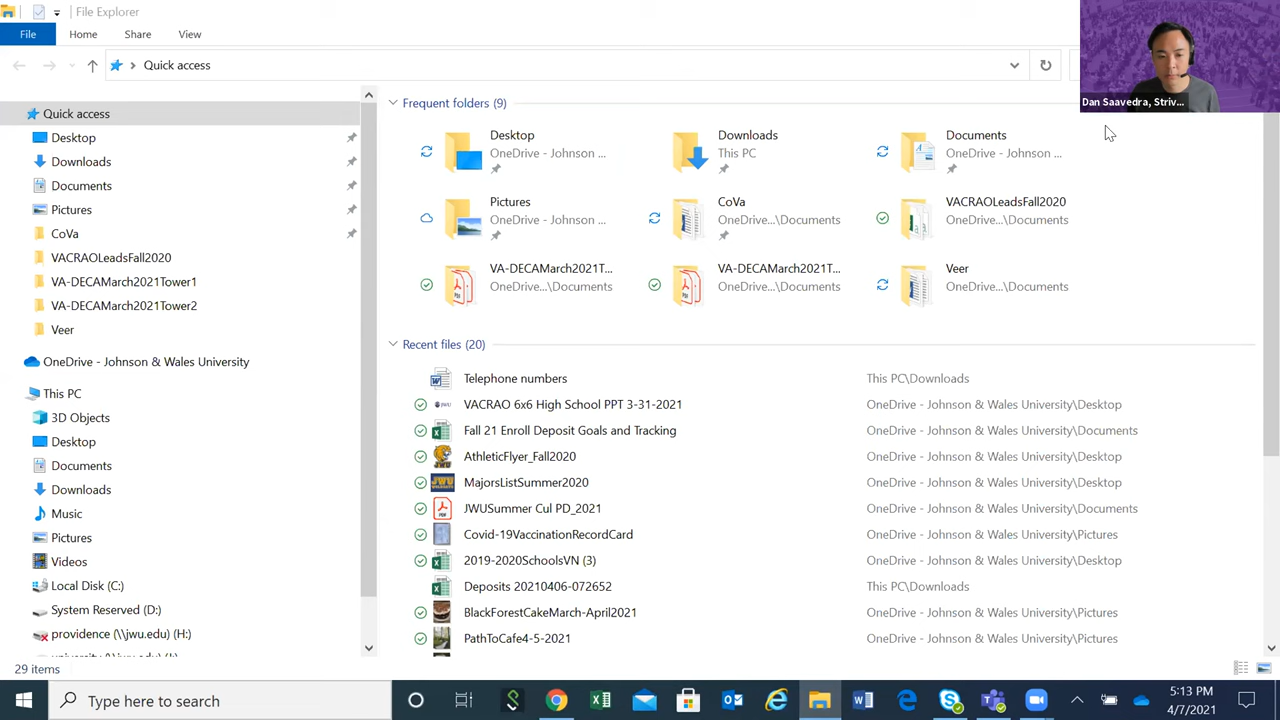 File Explorer
File Home Share View
Quick access
Dan Saavedra, Striv...
Quick access
Desktop
Downloads
Documents
Pictures
CoVa
VACRAOLeadsFall2020
VA-DECAMarch2021Tower1
VA-DECAMarch2021Tower2
Veer
OneDrive - Johnson & Wales University
This PC
3D Objects
Desktop
Documents
Downloads
Music
Pictures
Videos
Local Disk (C:)
System Reserved (D:)
providence (\\jwu.edu) (H:)
Frequent folders (9)
Desktop
OneDrive - Johnson ...
Downloads
This PC
Documents
OneDrive - Johnson ...
Pictures
OneDrive - Johnson ...
CoVa
OneDrive...\Documents
VACRAOLeadsFall2020
OneDrive...\Documents
VA-DECAMarch2021T...
OneDrive...\Documents
VA-DECAMarch2021T...
OneDrive...\Documents
Veer
OneDrive...\Documents
Recent files (20)
Telephone numbers This PC\Downloads
VACRAO 6x6 High School PPT 3-31-2021 OneDrive - Johnson & Wales University\Desktop
Fall 21 Enroll Deposit Goals and Tracking OneDrive - Johnson & Wales University\Documents
AthleticFlyer_Fall2020 OneDrive - Johnson & Wales University\Desktop
MajorsListSummer2020 OneDrive - Johnson & Wales University\Desktop
JWUSummer Cul PD_2021 OneDrive - Johnson & Wales University\Documents
Covid-19VaccinationRecordCard OneDrive - Johnson & Wales University\Pictures
2019-2020SchoolsVN (3) OneDrive - Johnson & Wales University\Desktop
Deposits 20210406-072652 This PC\Downloads
BlackForestCakeMarch-April2021 OneDrive - Johnson & Wales University\Pictures
PathToCafe4-5-2021 OneDrive - Johnson & Wales University\Pictures
29 items
Type here to search
5:13 PM
4/7/2021